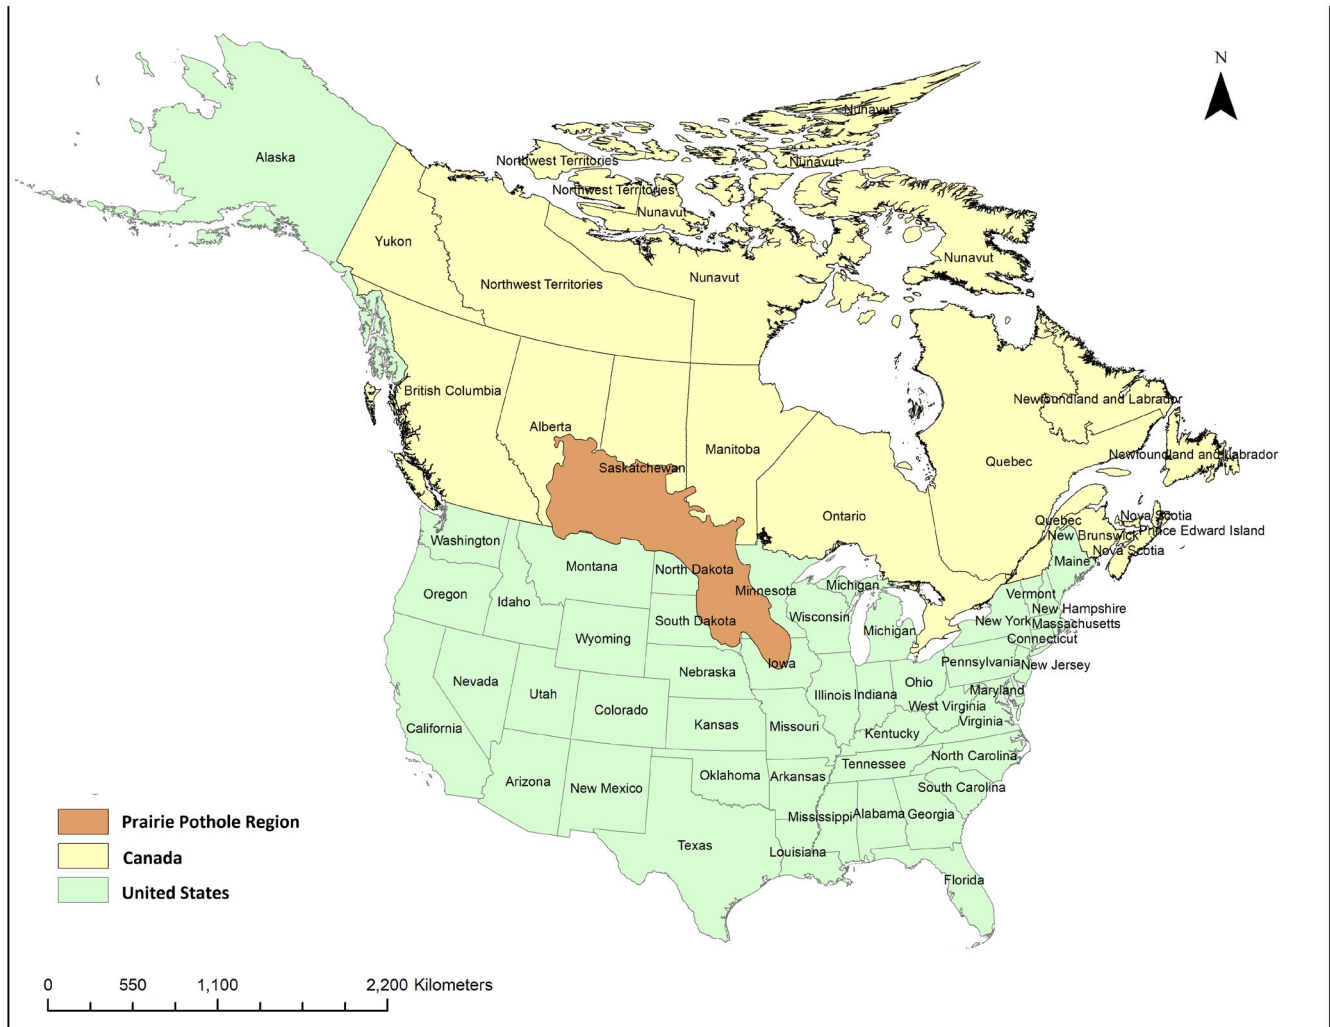 N
Nunavut
Alaska
Northwest Territories
Nunavut
Northwest Territories
Nunavut
Yukon
Nunavut
Nunavut
Northwest Territories
British Columbia
Newfoundland and Labrador
Alberta
Manitoba
Newfoundland and Labrador
Quebec
Saskatchewan
Ontario
Nova Scotia
Quebec
Prince Edward Island
New Brunswick
Washington
Nova Scotia
Maine
Montana
North Dakota
Michigan
Minnesota
Oregon
Vermont
Idaho
New Hampshire
Wisconsin
South Dakota
New York
Massachusetts
Michigan
Wyoming
Connecticut
Iowa
Pennsylvania
New Jersey
Nebraska
Nevada
Ohio
Utah
Illinois
Indiana
Maryland
West Virginia
Colorado
Virginia
Kansas
Missouri
California
Kentucky
North Carolina
Tennessee
Oklahoma
Arkansas
Arizona
New Mexico
South Carolina
Mississippi
Alabama
Georgia
Texas
Louisiana
Florida
Prairie Pothole Region
Canada
United States
0 550 1,100 2,200 Kilometers